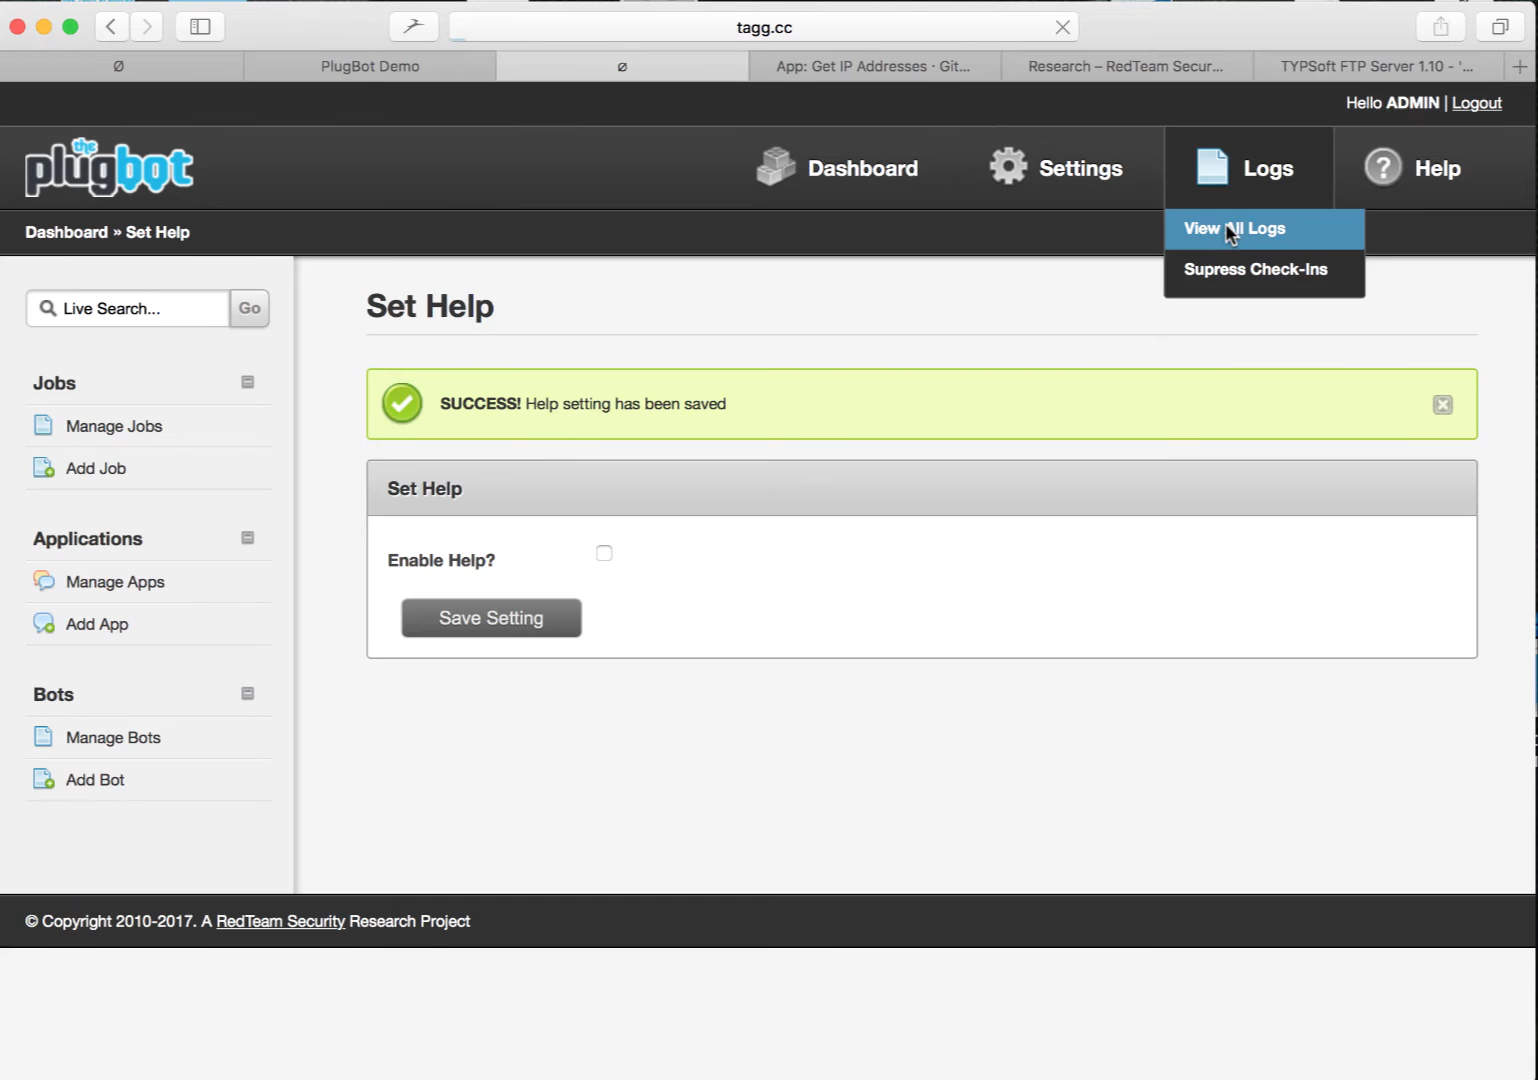 tagg.cc
Ø
PlugBot Demo
Ø
App: Get IP Addresses · Git...
Research – RedTeam Secur...
TYPSoft FTP Server 1.10 - '...
Hello ADMIN | Logout
the plugbot
Dashboard
Settings
Logs
Help
Dashboard » Set Help
View All Logs
Supress Check-Ins
Live Search...
Go
Set Help
Jobs
SUCCESS! Help setting has been saved
Manage Jobs
Add Job
Set Help
Applications
Enable Help?
Manage Apps
Add App
Save Setting
Bots
Manage Bots
Add Bot
© Copyright 2010-2017. A RedTeam Security Research Project